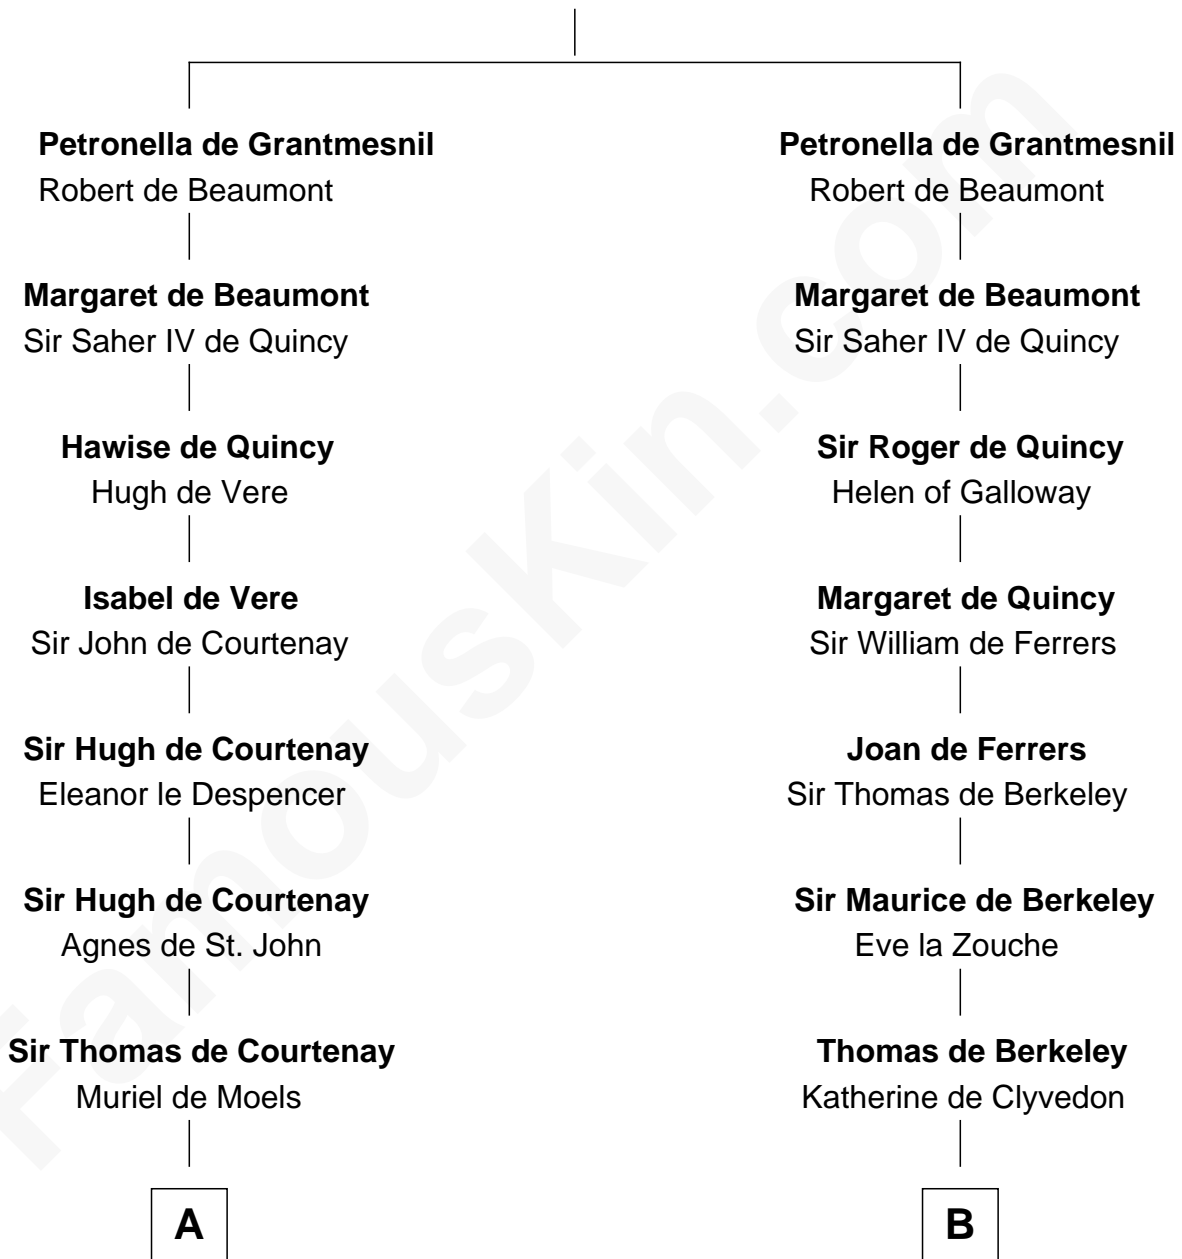 Petronella de Grantmesnil
Robert de Beaumont
Margaret de Beaumont
Sir Saher IV de Quincy
Hawise de Quincy
Hugh de Vere
Isabel de Vere
Sir John de Courtenay
Sir Hugh de Courtenay
Eleanor le Despencer
Sir Hugh de Courtenay
Agnes de St. John
Sir Thomas de Courtenay
Muriel de Moels
A
Petronella de Grantmesnil
Robert de Beaumont
Margaret de Beaumont
Sir Saher IV de Quincy
Sir Roger de Quincy
Helen of Galloway
Margaret de Quincy
Sir William de Ferrers
Joan de Ferrers
Sir Thomas de Berkeley
Sir Maurice de Berkeley
Eve la Zouche
Thomas de Berkeley
Katherine de Clyvedon
B
FamousKin.com